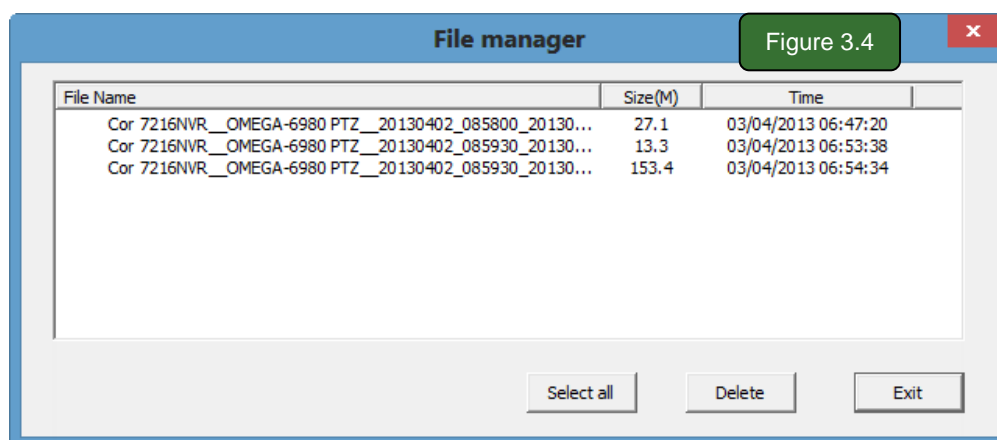 File manager
Figure 3.4
x
File Name Size(M) Time
Cor 7216NVR__OMEGA-6980 PTZ__20130402_085800_20130... 27.1 03/04/2013 06:47:20
Cor 7216NVR__OMEGA-6980 PTZ__20130402_085930_20130... 13.3 03/04/2013 06:53:38
Cor 7216NVR__OMEGA-6980 PTZ__20130402_085930_20130... 153.4 03/04/2013 06:54:34
Select all Delete Exit